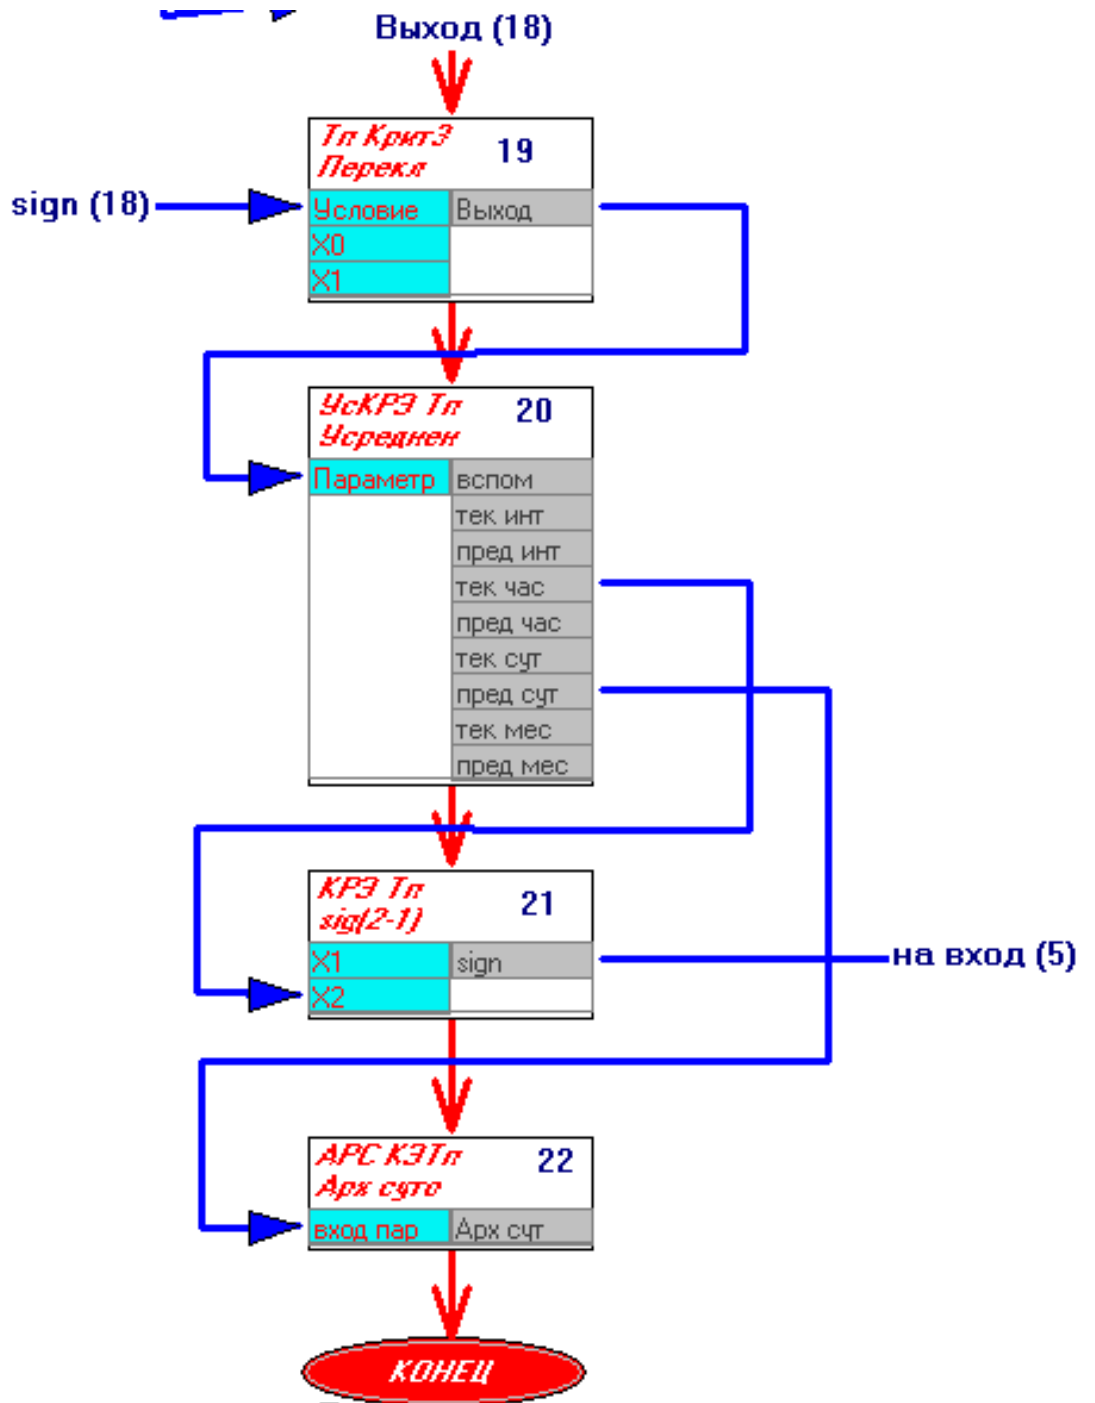 Выход (18)
Тп КритЭ 19
Перекл
sign (18)
Условие Выход
X0
X1
УсКРЭ Тп 20
Усреднен
Параметр вспом
тек инт
пред инт
тек час
пред час
тек сут
пред сут
тек мес
пред мес
КРЭ Тп 21
sig(2-1)
X1 sign
на вход (5)
X2
АРС КЭТп 22
Арх суто
вход пар Арх сут
КОНЕЦ